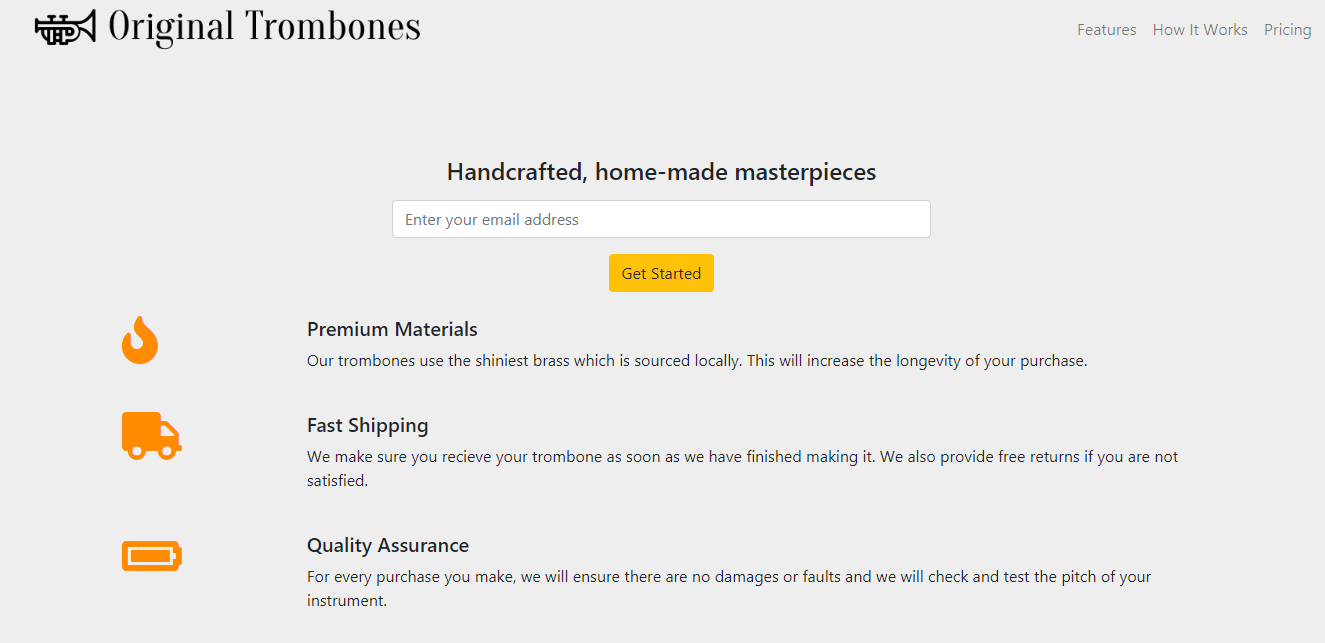 Original Trombones
Features How It Works Pricing
Handcrafted, home-made masterpieces
Enter your email address
Get Started
Premium Materials
Our trombones use the shiniest brass which is sourced locally. This will increase the longevity of your purchase.
Fast Shipping
We make sure you recieve your trombone as soon as we have finished making it. We also provide free returns if you are not
satisfied.
Quality Assurance
For every purchase you make, we will ensure there are no damages or faults and we will check and test the pitch of your
instrument.